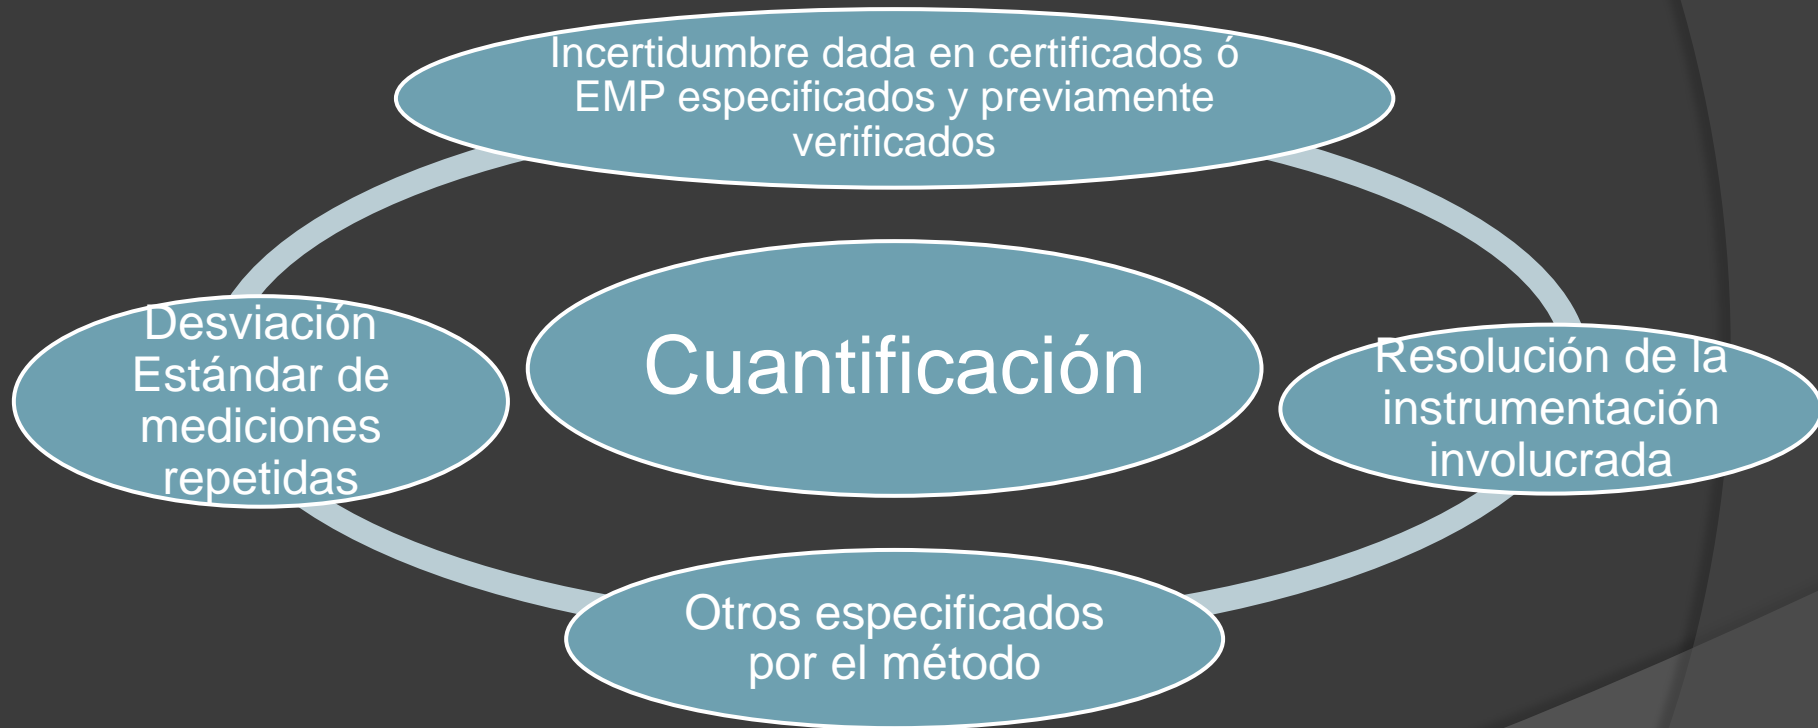 Incertidumbre dada en certificados ó
EMP especificados y previamente
verificados
Desviación
Estándar de
mediciones
repetidas
Cuantificación
Resolución de la
instrumentación
involucrada
Otros especificados
por el método